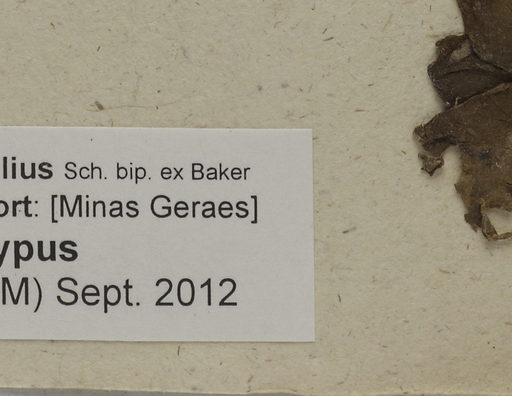 lius Sch. bip. ex Baker
ort: [Minas Geraes]
ypus
M) Sept. 2012